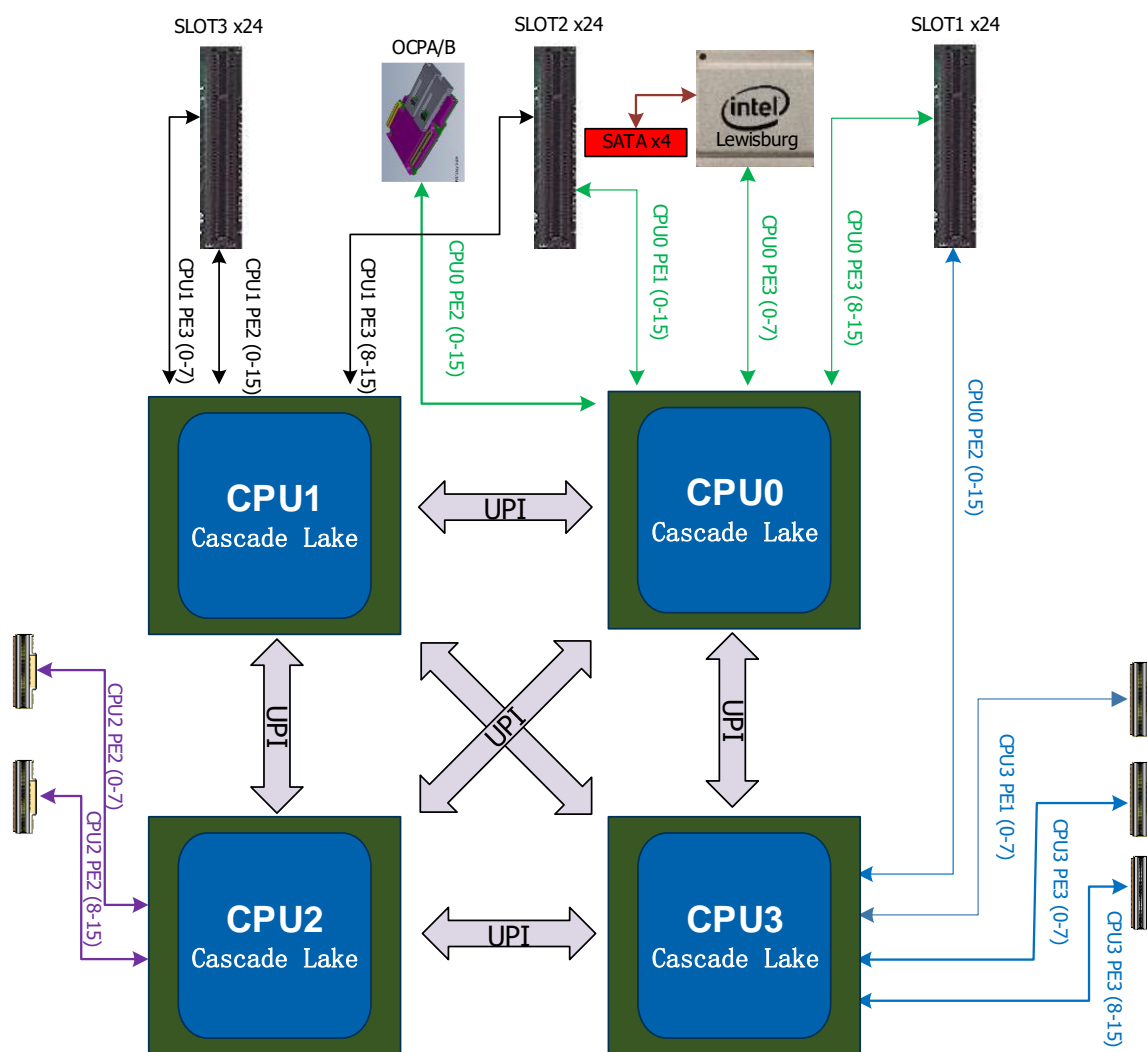 SLOT3 x24
SLOT2 x24
SLOT1 x24
OCPA/B
SATA x4
intel
Lewisburg
CPU1 PE3 (0-7)
CPU1 PE2 (0-15)
CPU1 PE3 (8-15)
CPU0 PE2 (0-15)
CPU0 PE1 (0-15)
CPU0 PE3 (0-7)
CPU0 PE3 (8-15)
CPU0 PE2 (0-15)
CPU1
Cascade Lake
UPI
CPU0
Cascade Lake
UPI
UPI
UPI
CPU2 PE2 (0-7)
CPU2 PE2 (8-15)
CPU3 PE1 (0-7)
CPU3 PE3 (0-7)
CPU3 PE3 (8-15)
CPU2
Cascade Lake
UPI
CPU3
Cascade Lake